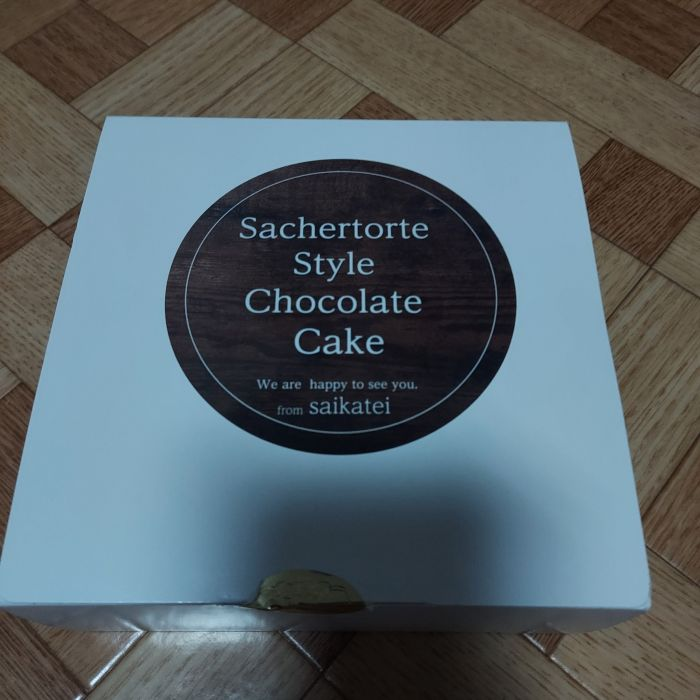 Sachertorte
Style
Chocolate
Cake
We are happy to see you.
from saikatei